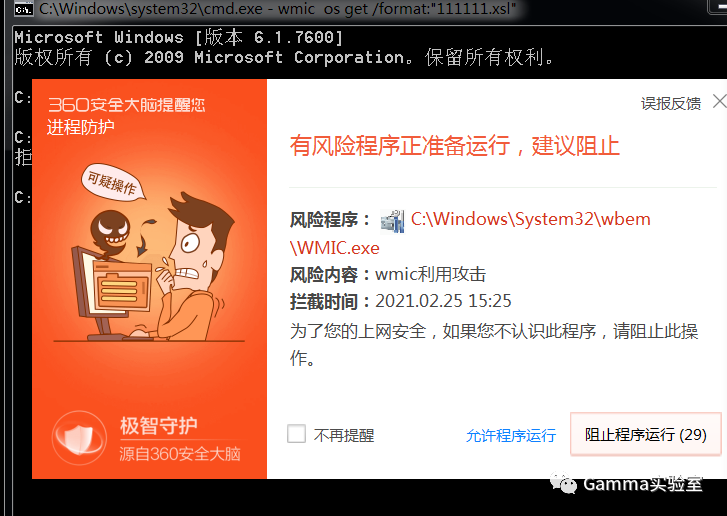 C:\Windows\system32\cmd.exe - wmic  os get /format:"111111.xsl"
Microsoft Windows [版本 6.1.7600]
版权所有 (c) 2009 Microsoft Corporation。保留所有权利。
C:
C:
拒
C:
360安全大脑提醒您
进程防护
可疑操作
极智守护
源自360安全大脑
误报反馈
有风险程序正准备运行，建议阻止
风险程序： C:\Windows\System32\wbem
\WMIC.exe
风险内容：wmic利用攻击
拦截时间：2021.02.25 15:25
为了您的上网安全，如果您不认识此程序，请阻止此操
作。
不再提醒
允许程序运行
阻止程序运行 (29)
Gamma实验室